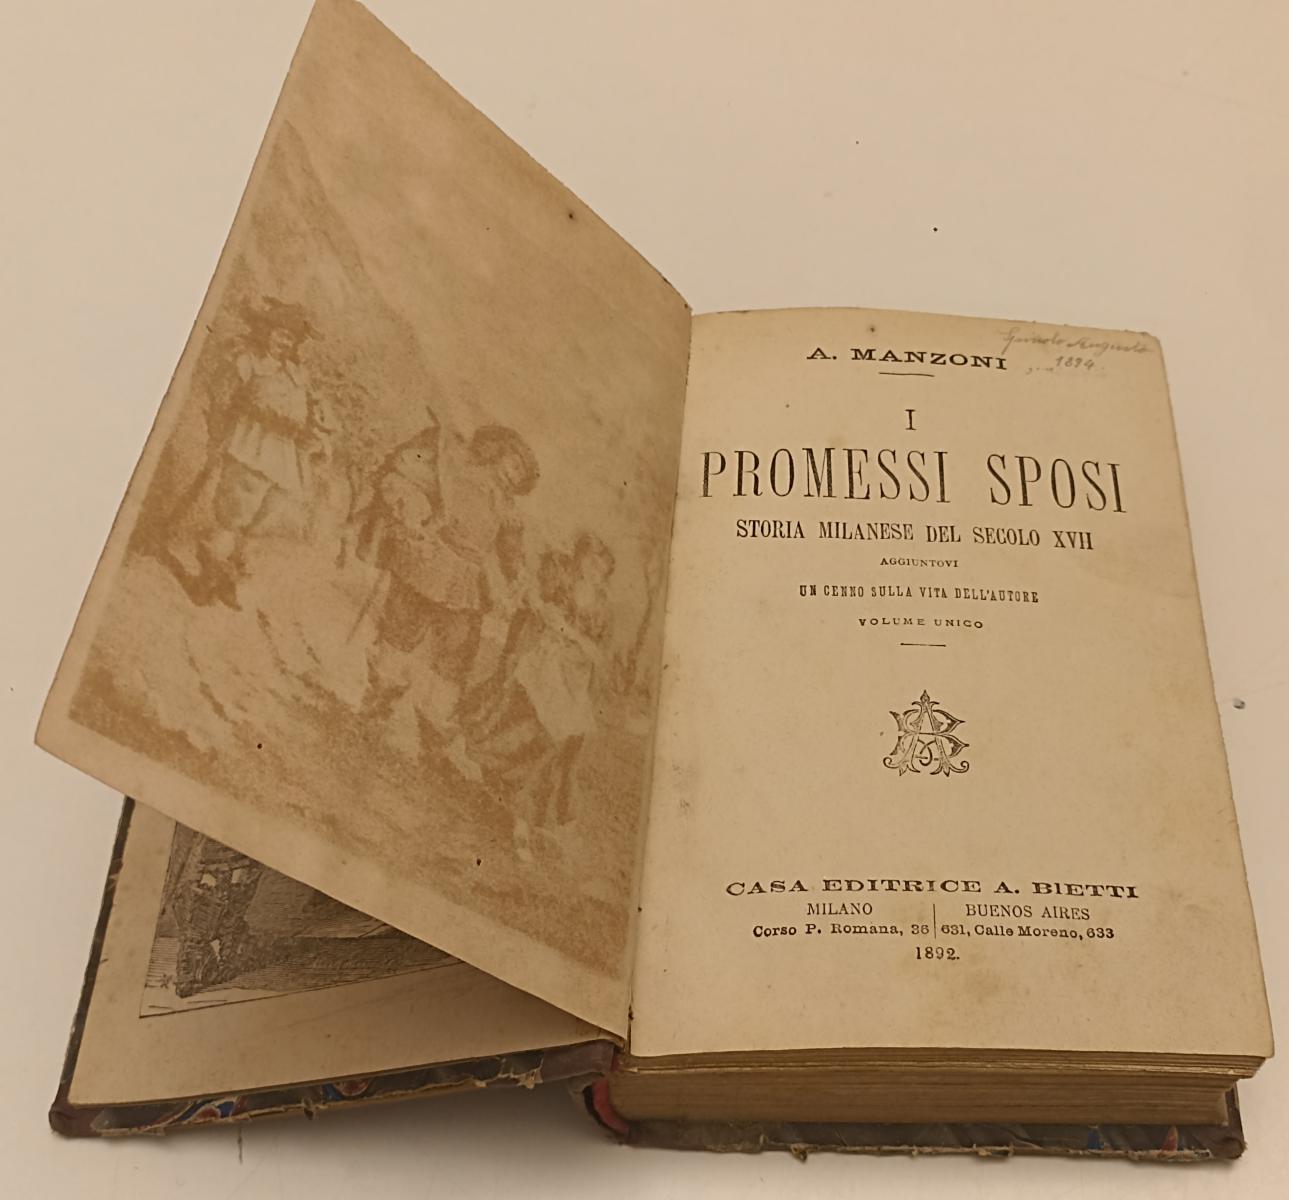 Augusto
1894
A. MANZONI
I
PROMESSI SPOSI
STORIA MILANESE DEL SECOLO XVII
AGGIUNTOVI
UN CENNO SULLA VITA DELL'AUTORE
VOLUME UNICO
CASA EDITRICE A. BIETTI
MILANO
Corso P. Romana, 36
BUENOS AIRES
631, Calle Moreno, 633
1892.